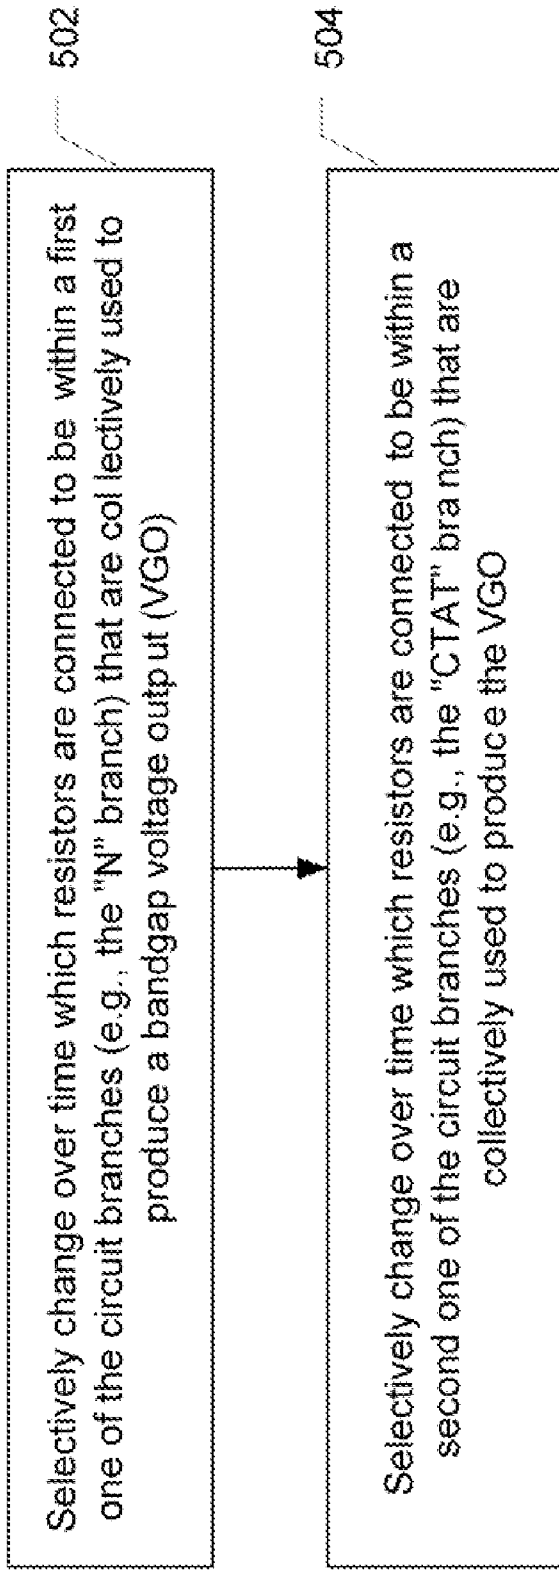 Selectively change over time which resistors are connected to be within a first
one of the circuit branches (e.g., the "N" branch) that are collectively used to
produce a bandgap voltage output (VGO)}
502
Selectively change over time which resistors are connected to be within a
second one of the circuit branches (e.g., the "CTAT" branch) that are
collectively used to produce the VGO
504